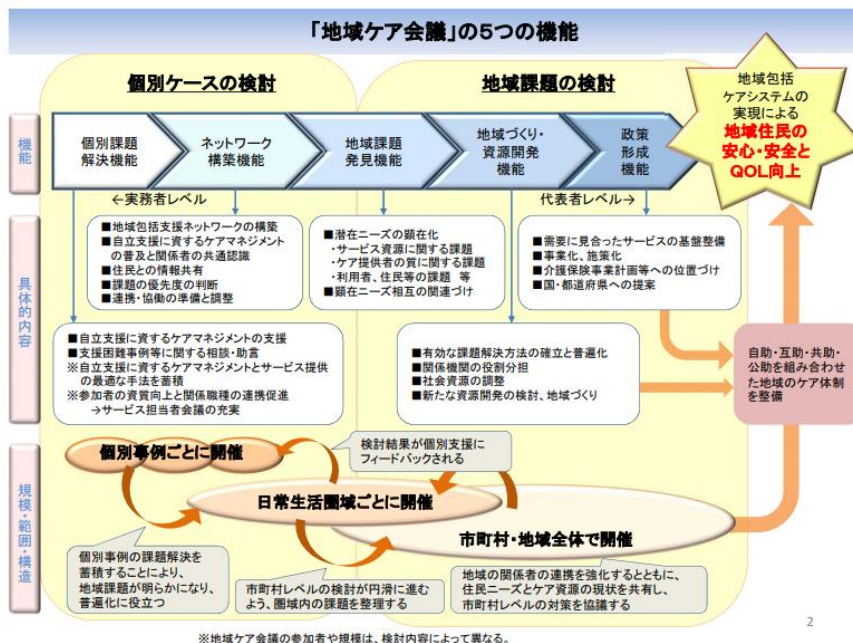 「地域ケア会議」の５つの機能
個別ケースの検討
地域課題の検討
地域包括
ケアシステムの
実現による
地域住民の
安心・安全と
ＱＯＬ向上
機能
個別課題
解決機能
ネットワーク
構築機能
地域課題
発見機能
地域づくり・
資源開発
機能
政策
形成
機能
←実務者レベル
代表者レベル→
具体的内容
■地域包括支援ネットワークの構築
■自立支援に資するケアマネジメント
の普及と関係者の共通認識
■住民との情報共有
■課題の優先度の判断
■連携・協働の準備と調整
■潜在ニーズの顕在化
・サービス資源に関する課題
・ケア提供者の質に関する課題
・利用者、住民等の課題　等
■顕在ニーズ相互の関連づけ
■需要に見合ったサービスの基盤整備
■事業化、施策化
■介護保険事業計画等への位置づけ
■国・都道府県への提案
■自立支援に資するケアマネジメントの支援
■支援困難事例等に関する相談・助言
※自立支援に資するケアマネジメントとサービス提供
の最適な手法を蓄積
※参加者の資質向上と関係職種の連携促進
→サービス担当者会議の充実
■有効な課題解決方法の確立と普遍化
■関係機関の役割分担
■社会資源の調整
■新たな資源開発の検討、地域づくり
自助・互助・共助・
公助を組み合わせ
た地域のケア体制
を整備
規模・範囲・構造
個別事例ごとに開催
検討結果が個別支援に
フィードバックされる
日常生活圏域ごとに開催
市町村・地域全体で開催
個別事例の課題解決を
蓄積することにより、
地域課題が明らかになり、
普遍化に役立つ
市町村レベルの検討が円滑に進む
よう、圏域内の課題を整理する
地域の関係者の連携を強化するとともに、
住民ニーズとケア資源の現状を共有し、
市町村レベルの対策を協議する
※地域ケア会議の参加者や規模は、検討内容によって異なる。
2